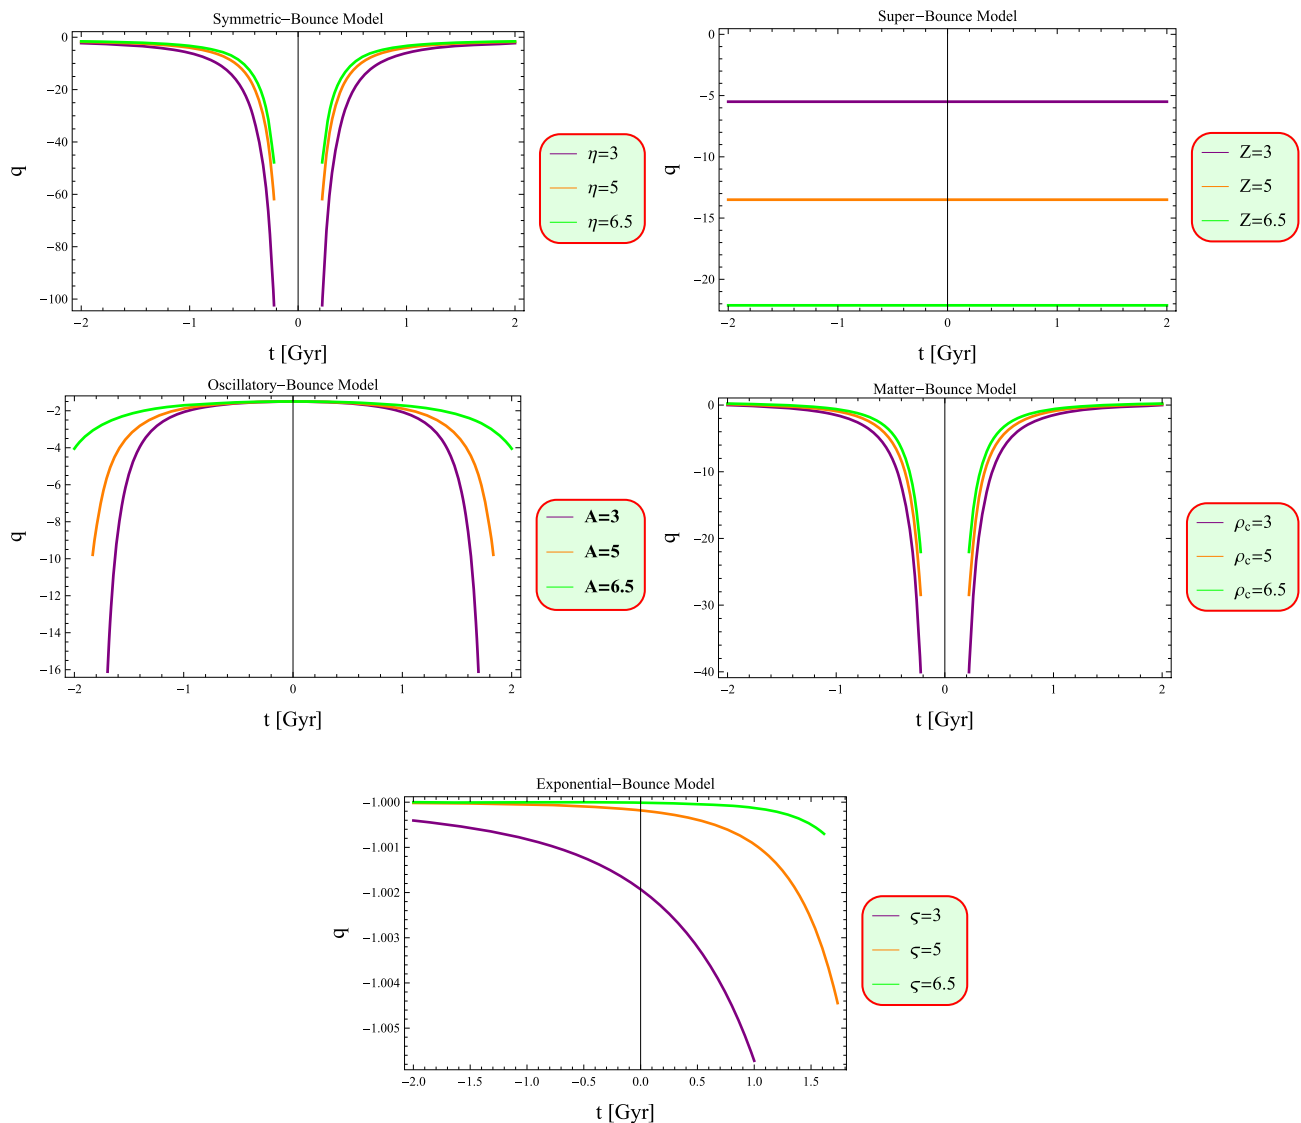 Symmetric−Bounce Model
q
0
−20
−40
−60
−80
−100
−2
−1
0
1
2
t [Gyr]
η=3
η=5
η=6.5
Super−Bounce Model
q
0
−5
−10
−15
−20
−2
−1
0
1
2
t [Gyr]
Z=3
Z=5
Z=6.5
Oscillatory−Bounce Model
q
−2
−4
−6
−8
−10
−12
−14
−16
−2
−1
0
1
2
t [Gyr]
A=3
A=5
A=6.5
Matter−Bounce Model
q
0
−10
−20
−30
−40
−2
−1
0
1
2
t [Gyr]
ρc=3
ρc=5
ρc=6.5
Exponential−Bounce Model
q
−1.000
−1.001
−1.002
−1.003
−1.004
−1.005
−2.0
−1.5
−1.0
−0.5
0.0
0.5
1.0
1.5
t [Gyr]
ς=3
ς=5
ς=6.5